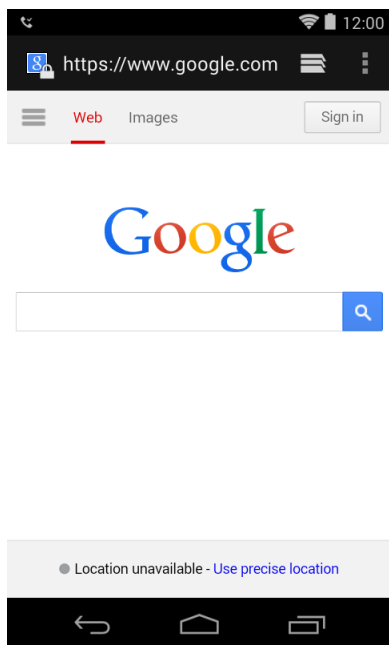 12:00
https://www.google.com
Web Images Sign in
Google
Location unavailable - Use precise location